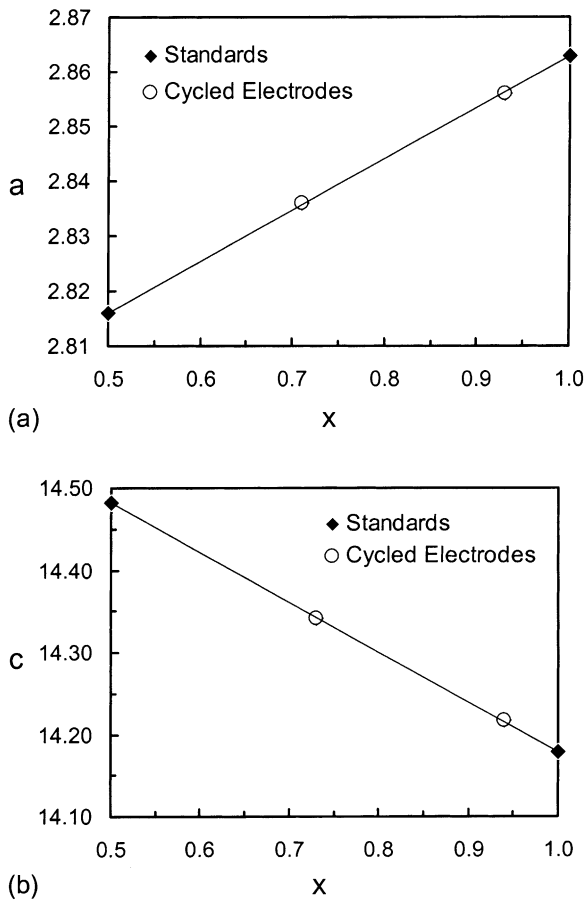 2.87
◆ Standards
○ Cycled Electrodes
2.86
2.85
a
2.84
2.83
2.82
2.81
0.5 0.6 0.7 0.8 0.9 1.0
(a) x
14.50
◆ Standards
○ Cycled Electrodes
14.40
c
14.30
14.20
14.10
0.5 0.6 0.7 0.8 0.9 1.0
(b) x